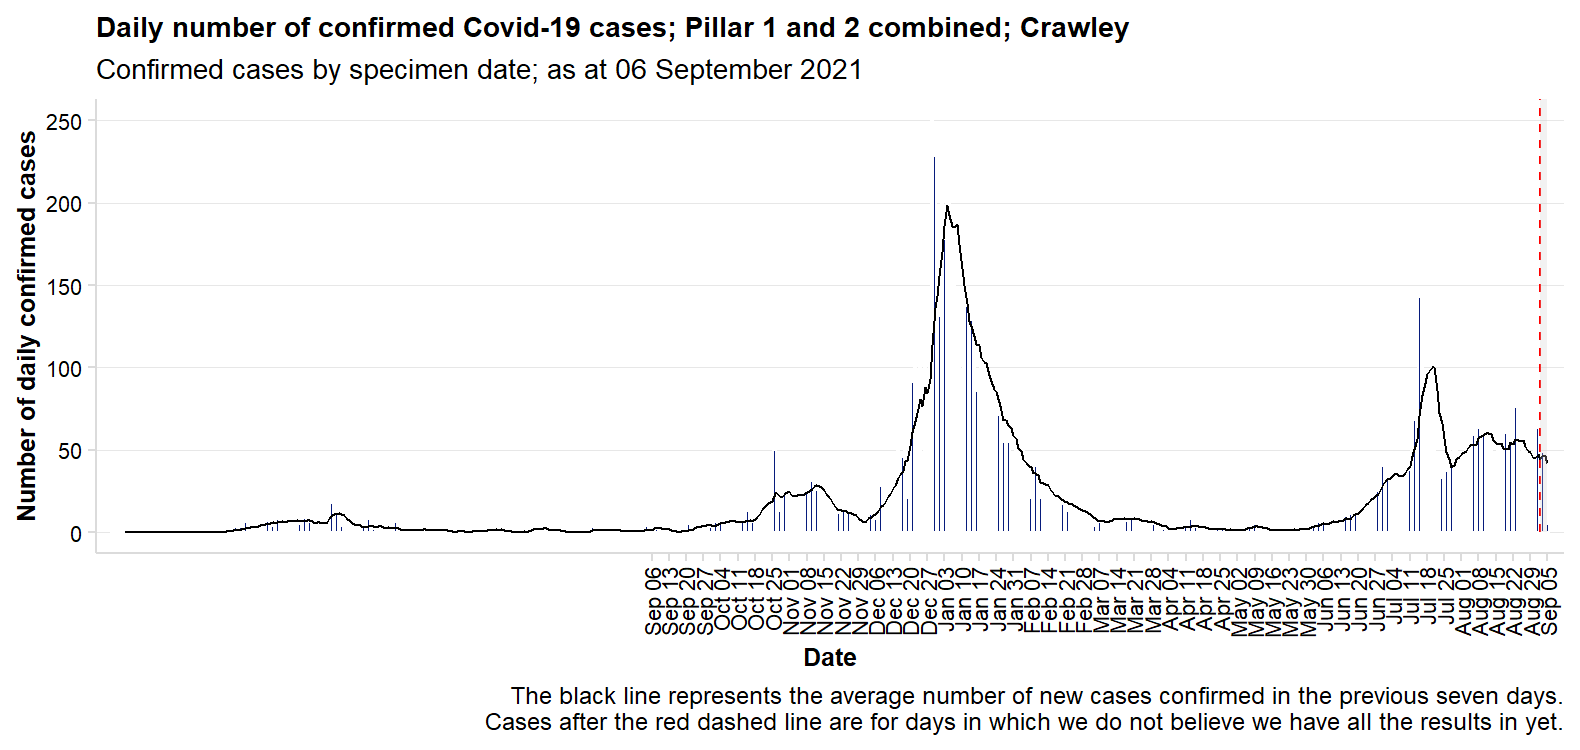 Daily number of confirmed Covid-19 cases; Pillar 1 and 2 combined; Crawley
Confirmed cases by specimen date; as at 06 September 2021
Number of daily confirmed cases
250
200
150
100
50
0
Sep 06
Sep 13
Sep 20
Sep 27
Oct 04
Oct 11
Oct 18
Oct 25
Nov 01
Nov 08
Nov 15
Nov 22
Nov 29
Dec 06
Dec 13
Dec 20
Dec 27
Jan 03
Jan 10
Jan 17
Jan 24
Jan 31
Feb 07
Feb 14
Feb 21
Feb 28
Mar 07
Mar 14
Mar 21
Mar 28
Apr 04
Apr 11
Apr 18
Apr 25
May 02
May 09
May 16
May 23
May 30
Jun 06
Jun 13
Jun 20
Jun 27
Jul 04
Jul 11
Jul 18
Jul 25
Aug 01
Aug 08
Aug 15
Aug 22
Aug 29
Sep 05
Date
The black line represents the average number of new cases confirmed in the previous seven days.
Cases after the red dashed line are for days in which we do not believe we have all the results in yet.